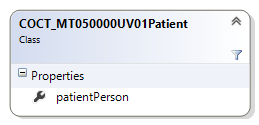 COCT_MT050000UV01Patient
Class
Properties
patientPerson